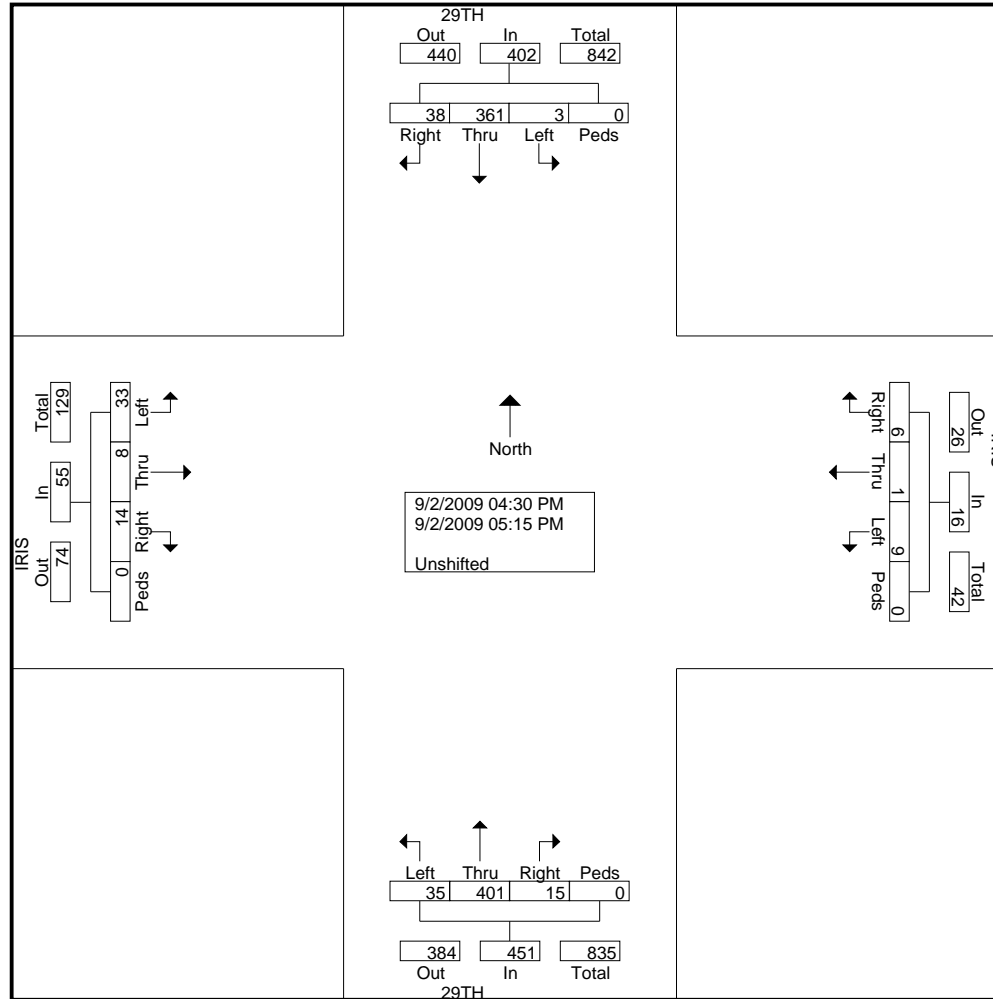 29TH
Out In Total
440 402 842
38 361 3 0
Right Thru Left Peds
Total 129
In 55
Out 74
IRIS
33 8 14 0
Left Thru Right Peds
North
9/2/2009 04:30 PM
9/2/2009 05:15 PM
Unshifted
Right Thru Left Peds
6 1 9 0
Out 26
In 16
Total 42
Left Thru Right Peds
35 401 15 0
384 451 835
Out In Total
29TH